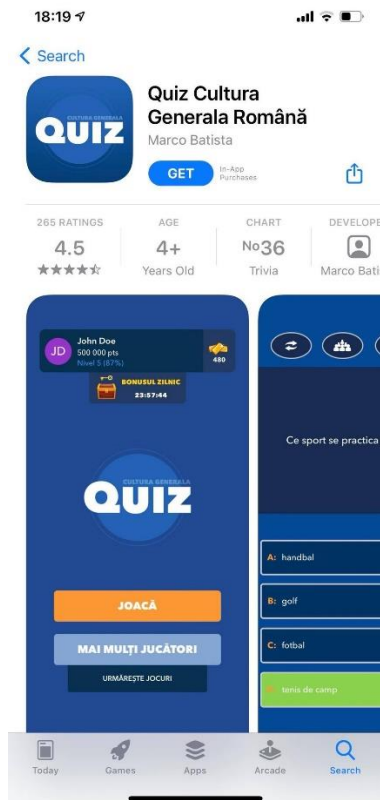 18:19
Search
CULTURA GENERALA
QUIZ
Quiz Cultura
Generala Română
Marco Batista
GET
In-App
Purchases
265 RATINGS
4.5
AGE
4+
Years Old
CHART
No36
Trivia
DEVELOPE
Marco Bati
JD
John Doe
500 000 pts
Nivel 5 (87%)
480
BONUSUL ZILNIC
23:57:44
CULTURA GENERALA
QUIZ
JOACĂ
MAI MULȚI JUCĂTORI
URMĂREȘTE JOCURI
Ce sport se practica
A: handbal
B: golf
C: fotbal
tenis de camp
Today
Games
Apps
Arcade
Search